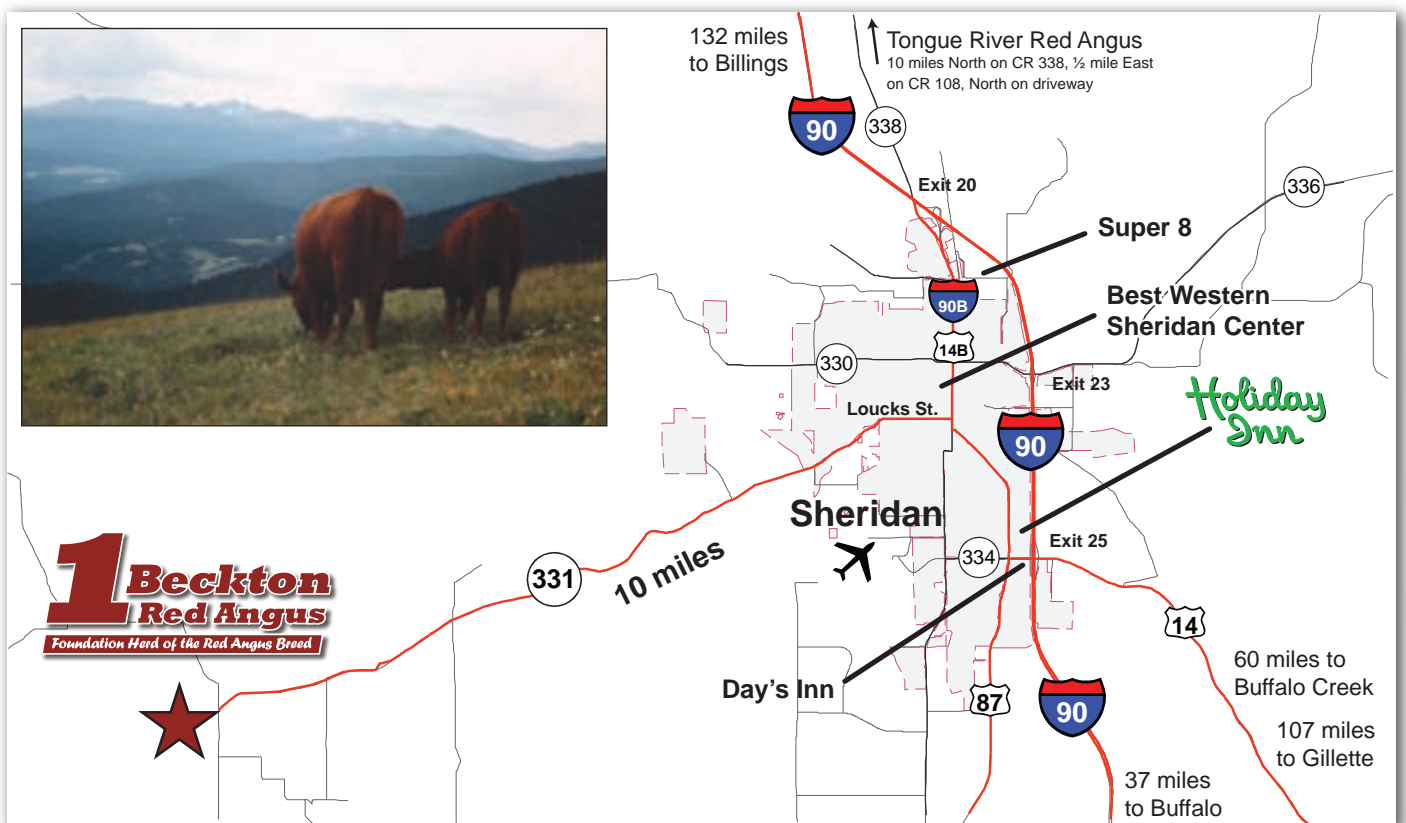 132 miles
to Billings
Tongue River Red Angus
10 miles North on CR 338, ½ mile East
on CR 108, North on driveway
90
338
Exit 20
336
Super 8
90B
Best Western
Sheridan Center
14B
330
Exit 23
Holiday
Inn
Loucks St.
90
Sheridan
Exit 25
334
10 miles
331
1 Beckton
Red Angus
Foundation Herd of the Red Angus Breed
14
60 miles to
Buffalo Creek
Day's Inn
87
90
107 miles
to Gillette
37 miles
to Buffalo